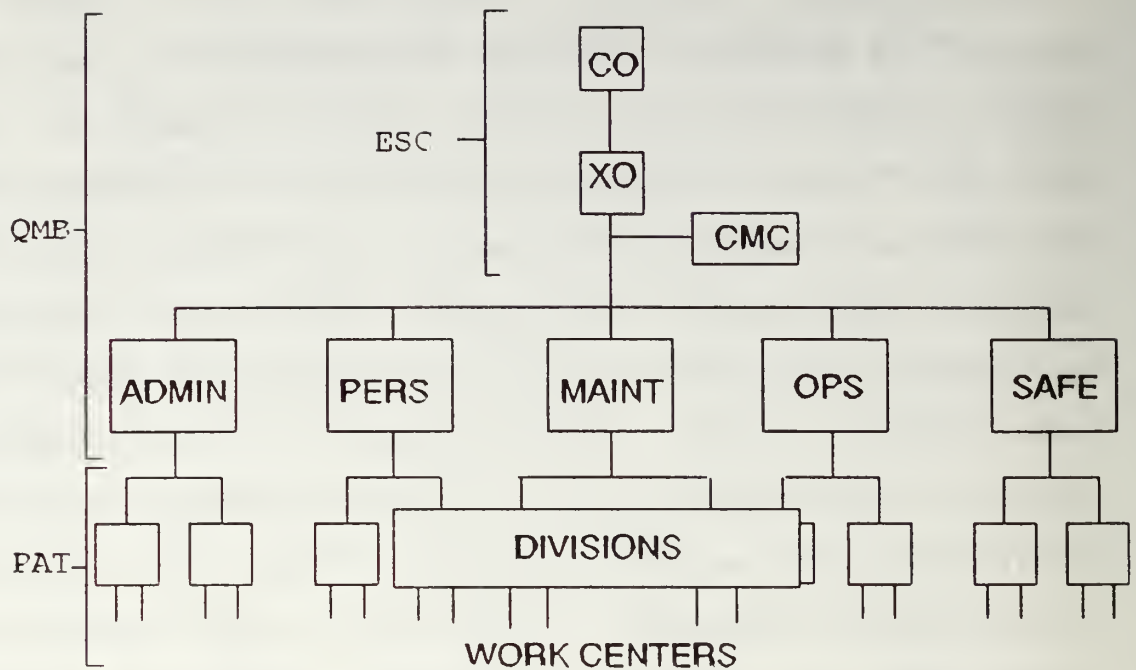 CO
ESC
XO
QMB
CMC
ADMIN PERS MAINT OPS SAFE
DIVISIONS
PAT
WORK CENTERS